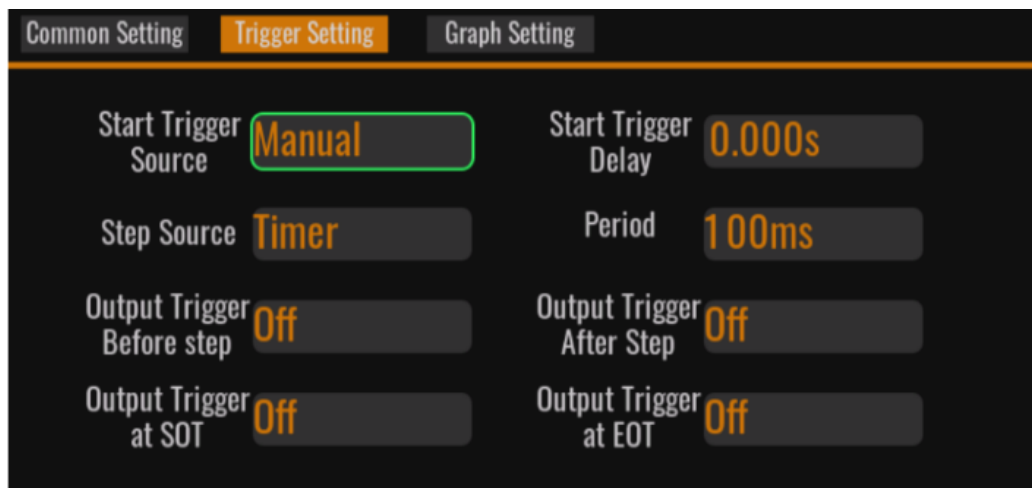 Common Setting Trigger Setting Graph Setting
Start Trigger
Source
Manual
Start Trigger
Delay
0.000s
Step Source
Timer
Period
100ms
Output Trigger
Before step
Off
Output Trigger
After Step
Off
Output Trigger
at SOT
Off
Output Trigger
at EOT
Off